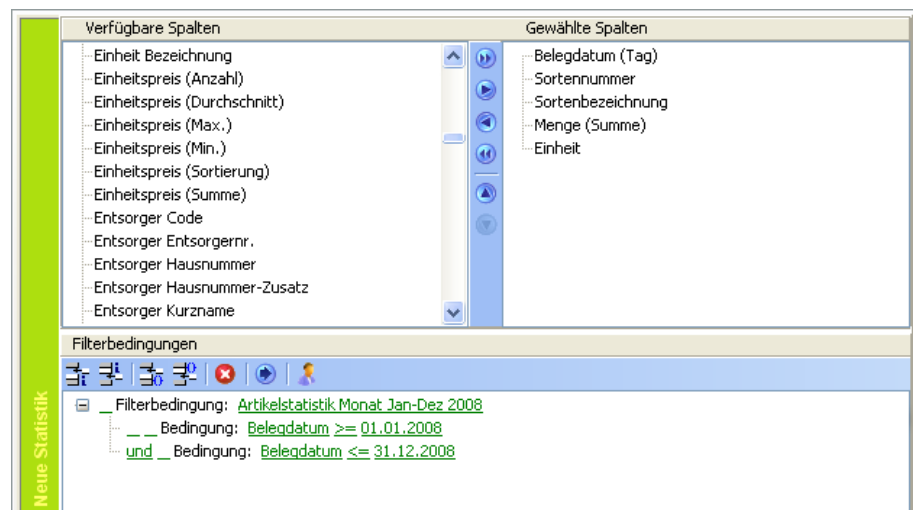 Verfügbare Spalten
Gewählte Spalten
Einheit Bezeichnung
Einheitspreis (Anzahl)
Einheitspreis (Durchschnitt)
Einheitspreis (Max.)
Einheitspreis (Min.)
Einheitspreis (Sortierung)
Einheitspreis (Summe)
Entsorger Code
Entsorger Entsorgernr.
Entsorger Hausnummer
Entsorger Hausnummer-Zusatz
Entsorger Kurzname
Belegdatum (Tag)
Sortennummer
Sortenbezeichnung
Menge (Summe)
Einheit
Filterbedingungen
Filterbedingung: Artikelstatistik Monat Jan-Dez 2008
Bedingung: Belegdatum >= 01.01.2008
und _ Bedingung: Belegdatum <= 31.12.2008
Neue Statistik